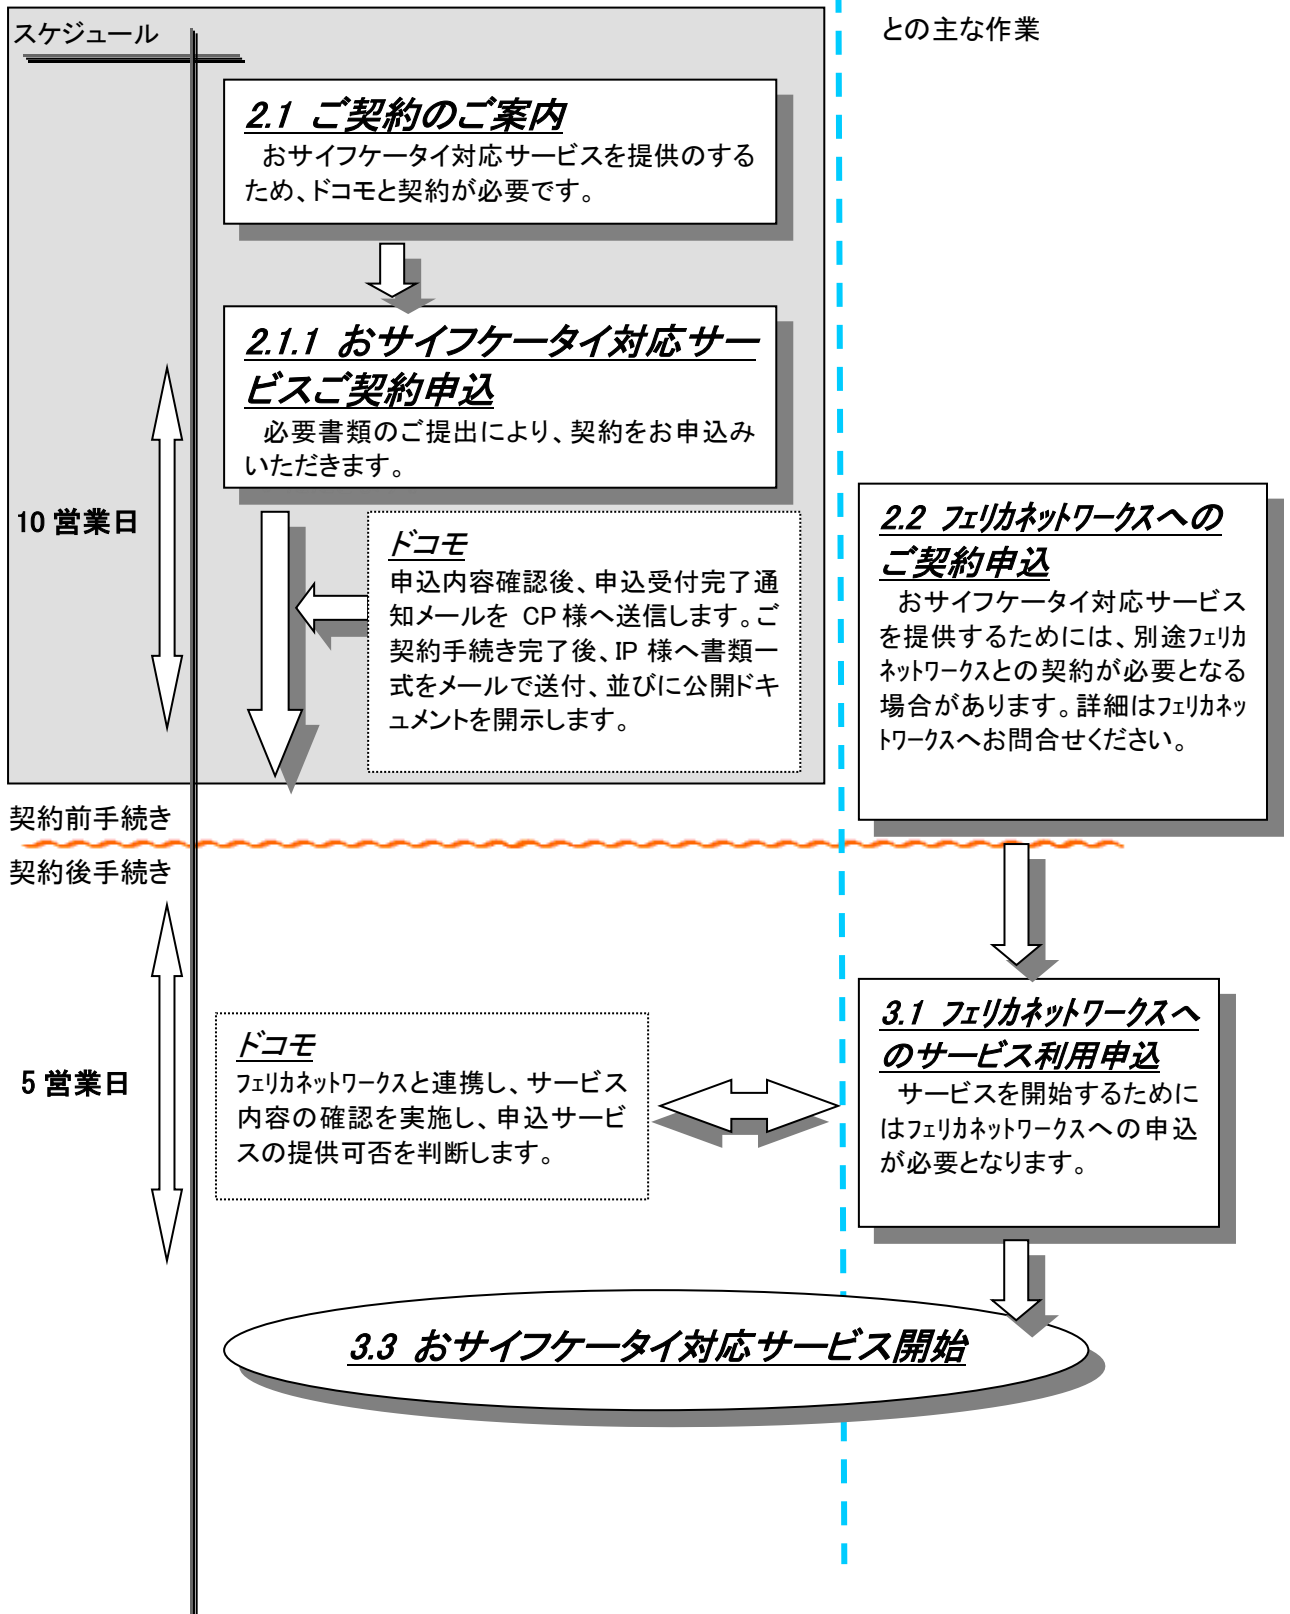 スケジュール
との主な作業
2.1 ご契約のご案内
おサイフケータイ対応サービスを提供のする
ため、ドコモと契約が必要です。
2.1.1 おサイフケータイ対応サー
ビスご契約申込
必要書類のご提出により、契約をお申込み
いただきます。
10 営業日
ドコモ
申込内容確認後、申込受付完了通
知メールを CP 様へ送信します。ご
契約手続き完了後、IP 様へ書類一
式をメールで送付、並びに公開ドキ
ュメントを開示します。
2.2 フェリカネットワークスへの
ご契約申込
おサイフケータイ対応サービス
を提供するためには、別途フェリカ
ネットワークスとの契約が必要となる
場合があります。詳細はフェリカネッ
トワークスへお問合せください。
契約前手続き
契約後手続き
5 営業日
ドコモ
フェリカネットワークスと連携し、サービス
内容の確認を実施し、申込サービ
スの提供可否を判断します。
3.1 フェリカネットワークスへ
のサービス利用申込
サービスを開始するために
はフェリカネットワークスへの申込
が必要となります。
3.3 おサイフケータイ対応サービス開始